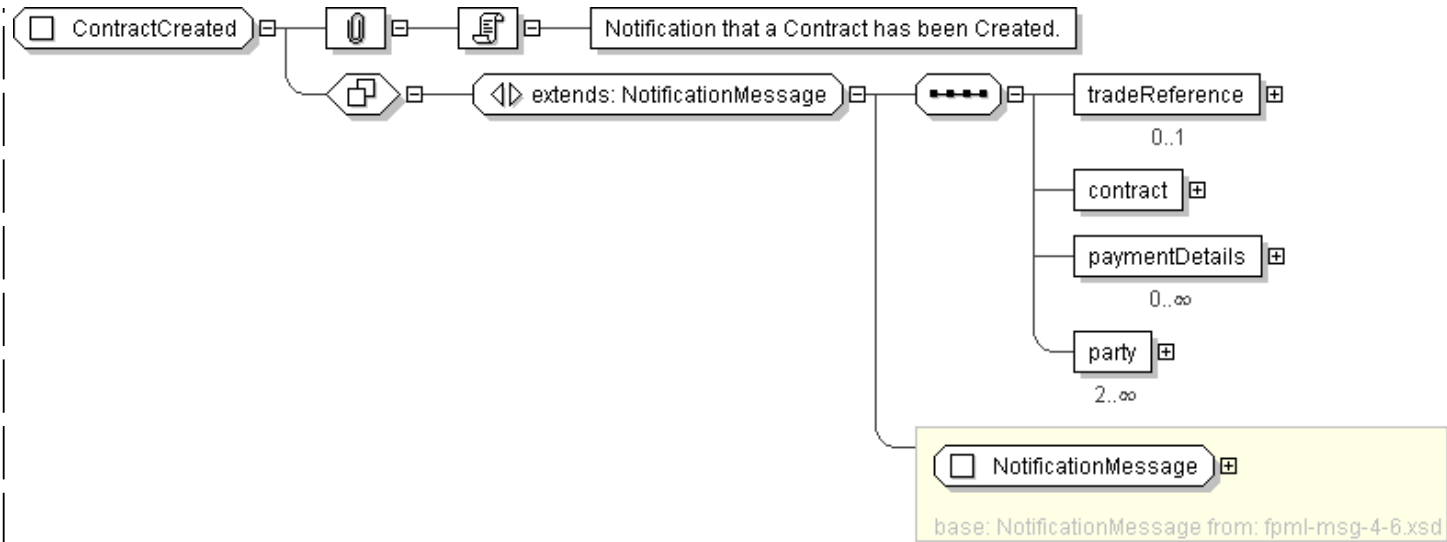 ContractCreated
Notification that a Contract has been Created.
extends: NotificationMessage
tradeReference
0..1
contract
paymentDetails
0..∞
party
2..∞
NotificationMessage
base: NotificationMessage from: fpml-msg-4-6.xsd